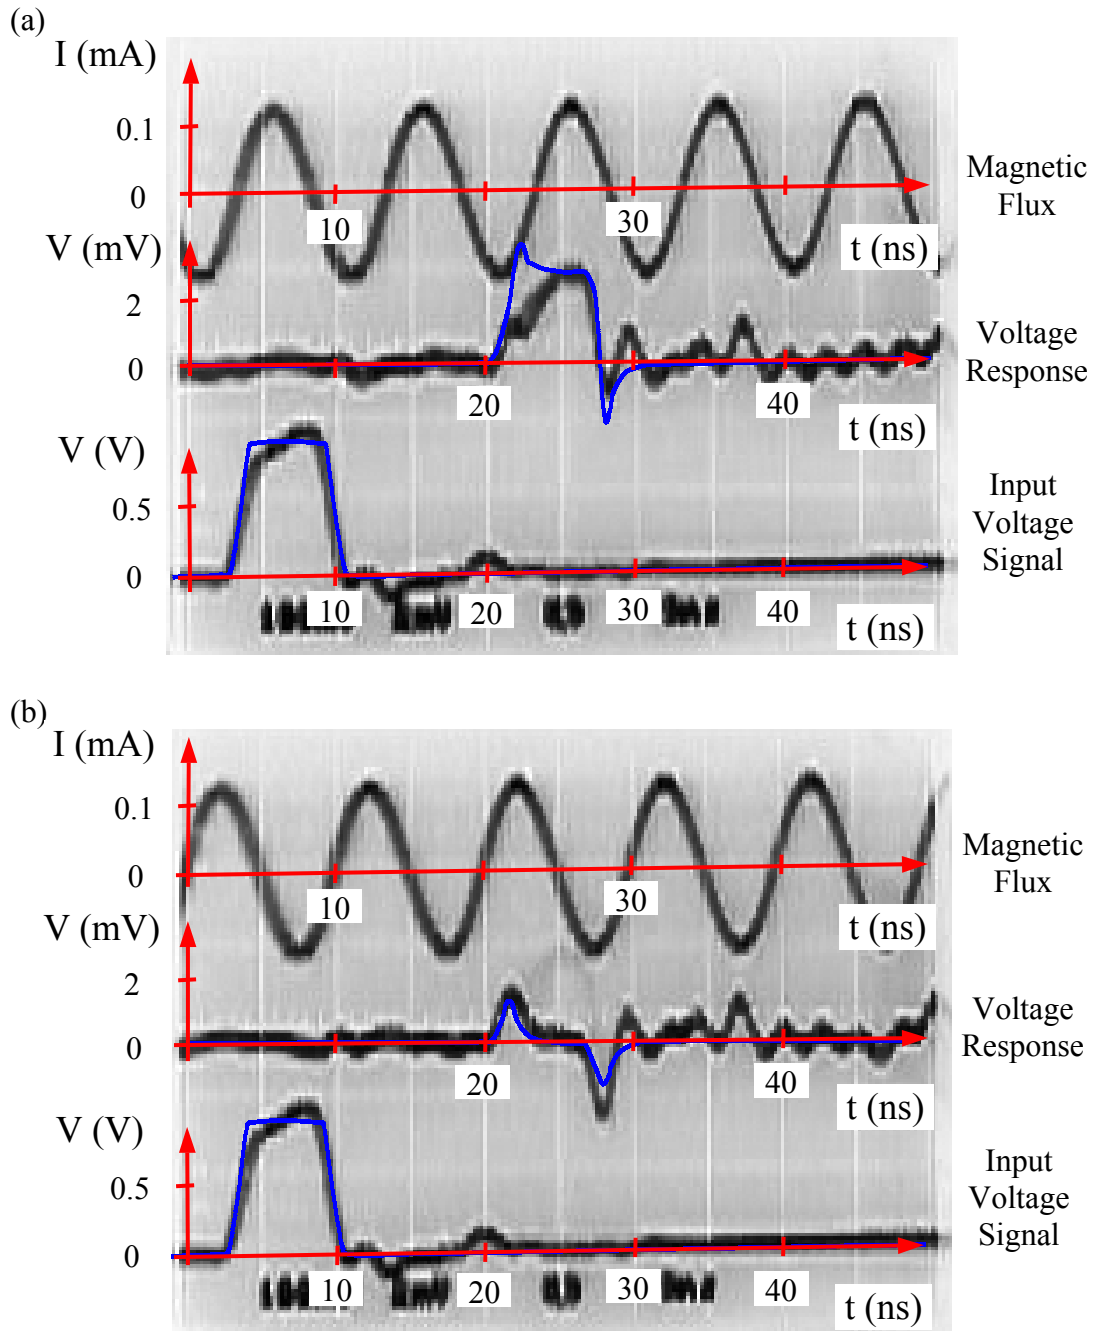 (a)
I (mA)
0.1
0
10
30
t (ns)
Magnetic
Flux
V (mV)
2
0
20
40
t (ns)
Voltage
Response
V (V)
0.5
0
10
20
30
40
t (ns)
Input
Voltage
Signal
(b)
I (mA)
0.1
0
10
30
t (ns)
Magnetic
Flux
V (mV)
2
0
20
40
t (ns)
Voltage
Response
V (V)
0.5
0
10
20
30
40
t (ns)
Input
Voltage
Signal